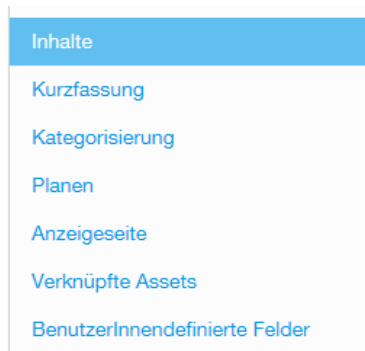 Inhalte
Kurzfassung
Kategorisierung
Planen
Anzeigeseite
Verknüpfte Assets
BenutzerInnendefinierte Felder